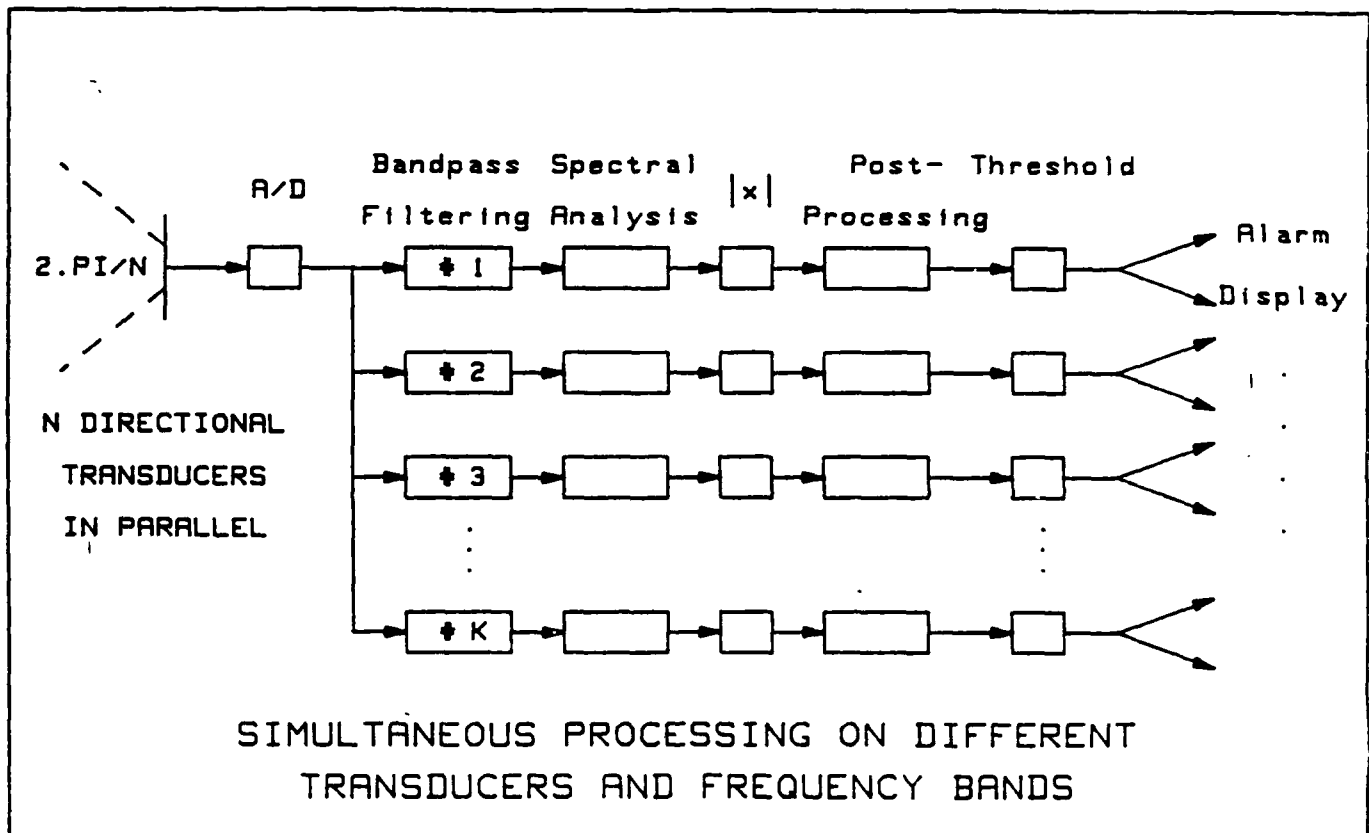 A/D
Bandpass Spectral |x| Post- Threshold
Filtering Analysis Processing
2.PI/N
# 1
Alarm
Display
# 2
# 3
# K
N DIRECTIONAL
TRANSDUCERS
IN PARALLEL
SIMULTANEOUS PROCESSING ON DIFFERENT
TRANSDUCERS AND FREQUENCY BANDS